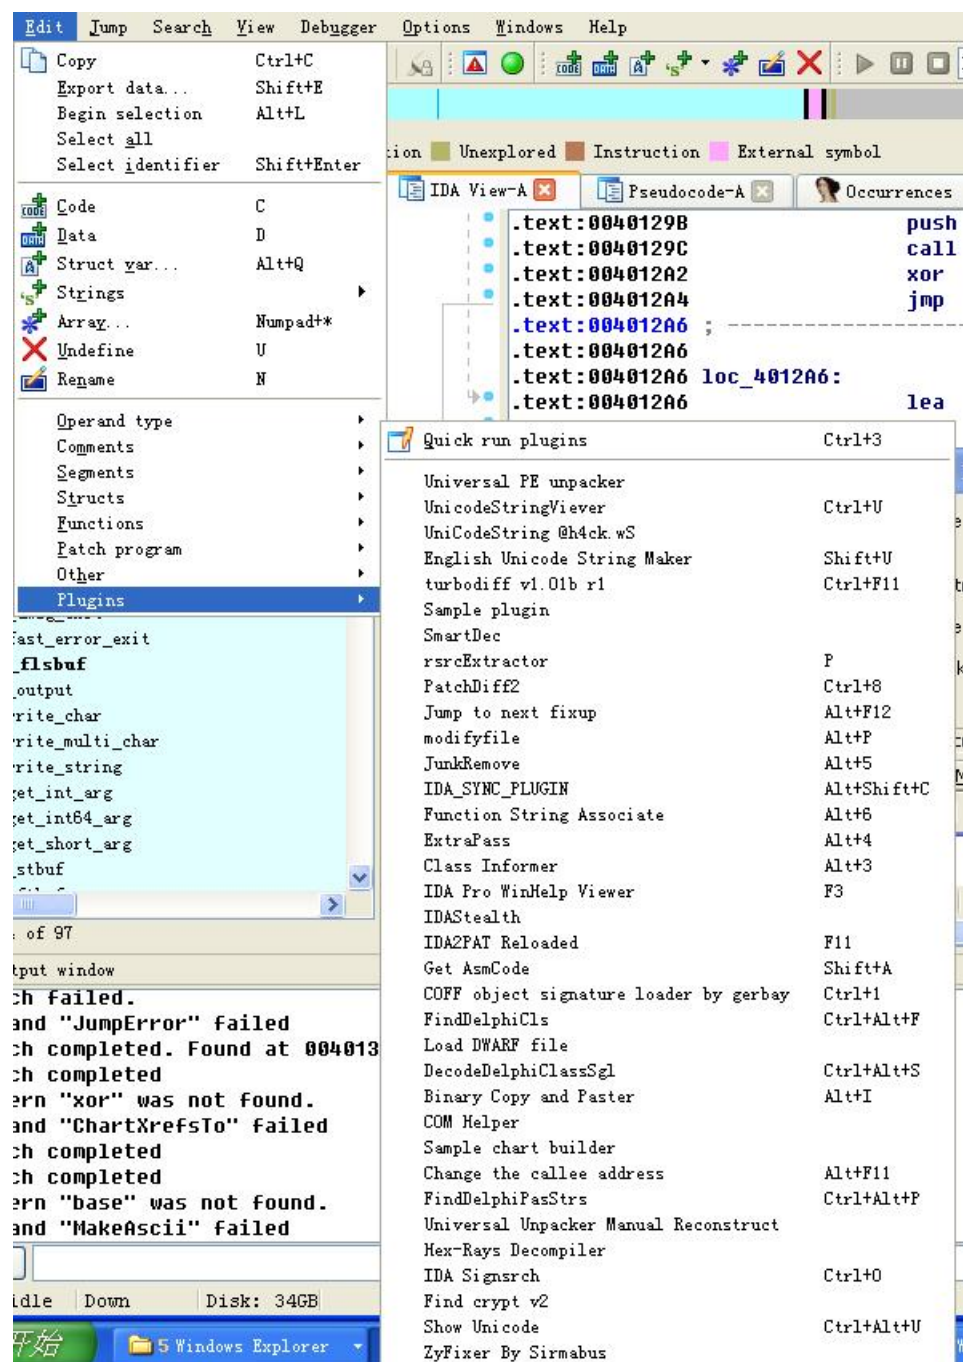 Edit Jump Search View Debugger Options Windows Help
Copy Ctrl+C
Export data... Shift+E
Begin selection Alt+L
Select all
Select identifier Shift+Enter
Code C
Data D
Struct var... Alt+Q
Strings
Array... Numpad+*
Undefine U
Rename N
Operand type
Comments
Segments
Structs
Functions
Patch program
Other
Plugins
tion Unexplored Instruction External symbol
IDA View-A Pseudocode-A Occurrences
.text:0040129B push
.text:0040129C call
.text:004012A2 xor
.text:004012A4 jmp
.text:004012A6 ; ---------------------
.text:004012A6
.text:004012A6 loc_4012A6:
.text:004012A6 lea
Quick run plugins Ctrl+3
Universal PE unpacker
UnicodeStringViever Ctrl+U
UniCodeString @h4ck.wS
English Unicode String Maker Shift+U
turbodiff v1.01b r1 Ctrl+F11
Sample plugin
SmartDec
rsrcExtractor P
PatchDiff2 Ctrl+8
Jump to next fixup Alt+F12
modifyfile Alt+P
JunkRemove Alt+5
IDA_SYNC_PLUGIN Alt+Shift+C
Function String Associate Alt+6
ExtraPass Alt+4
Class Informer Alt+3
IDA Pro WinHelp Viewer F3
IDAStealth
IDA2PAT Reloaded F11
Get AsmCode Shift+A
COFF object signature loader by gerbay Ctrl+1
FindDelphiCls Ctrl+Alt+F
Load DWARF file
DecodeDelphiClassSgl Ctrl+Alt+S
Binary Copy and Paster Alt+I
COM Helper
Sample chart builder
Change the callee address Alt+F11
FindDelphiPasStrs Ctrl+Alt+P
Universal Unpacker Manual Reconstruct
Hex-Rays Decompiler
IDA Signsrch Ctrl+O
Find crypt v2
Show Unicode Ctrl+Alt+U
ZyFixer By Sirmabus
fast_error_exit
_flsbuf
_output
rite_char
rite_multi_char
rite_string
get_int_arg
get_int64_arg
get_short_arg
_stbuf
of 97
tput window
ch failed.
and "JumpError" failed
ch completed. Found at 004013
ch completed
ern "xor" was not found.
and "ChartXrefsTo" failed
ch completed
ch completed
ern "base" was not found.
and "MakeAscii" failed
idle Down Disk: 34GB
开始 5 Windows Explorer